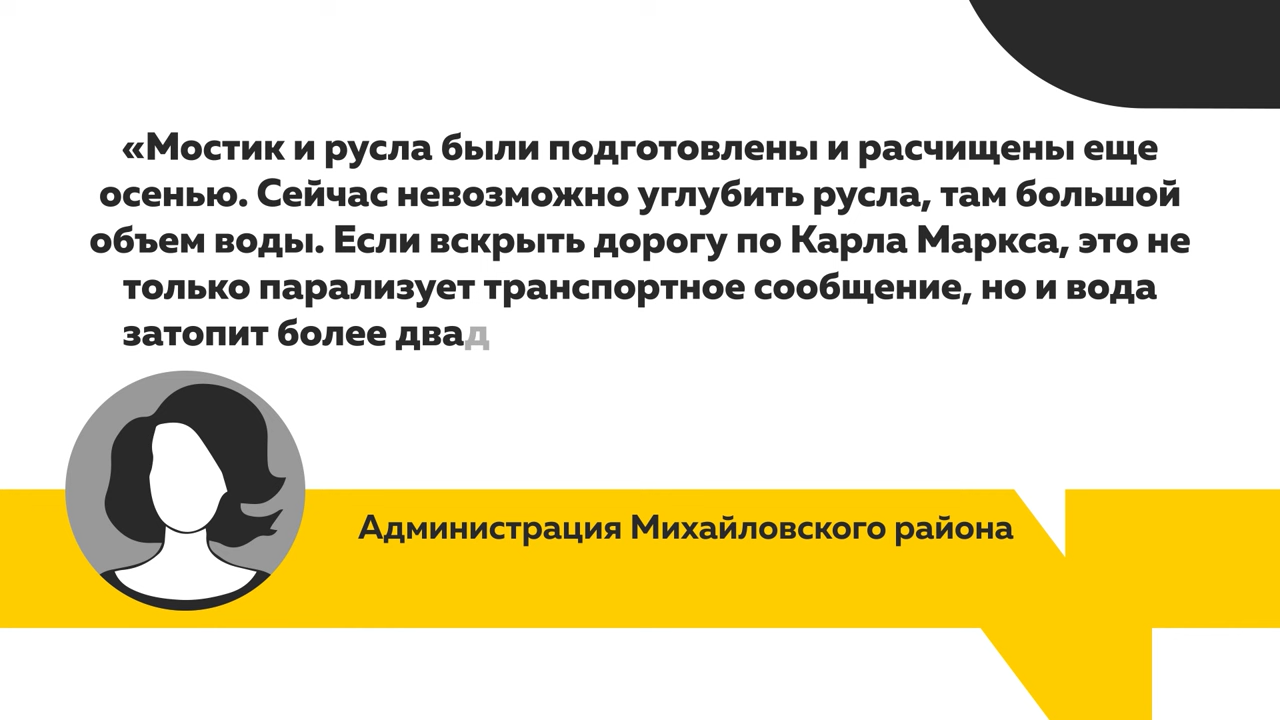 «Мостик и русла были подготовлены и расчищены еще
осенью. Сейчас невозможно углубить русла, там большой
объем воды. Если вскрыть дорогу по Карла Маркса, это не
только парализует транспортное сообщение, но и вода
затопит более двад
Администрация Михайловского района